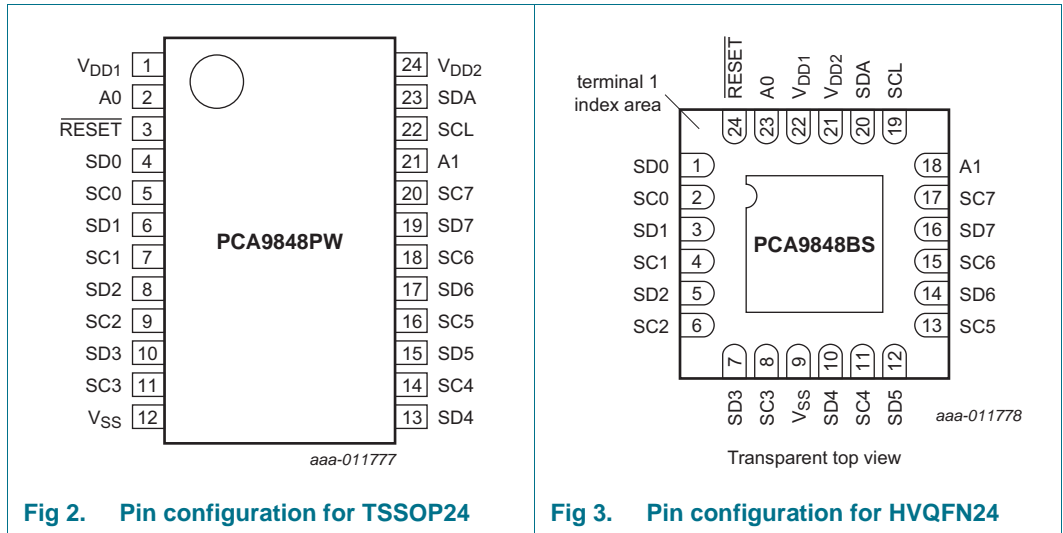 VDD1 1
A0 2
RESET 3
SD0 4
SC0 5
SD1 6
SC1 7
SD2 8
SC2 9
SD3 10
SC3 11
VSS 12
PCA9848PW
24 VDD2
23 SDA
22 SCL
21 A1
20 SC7
19 SD7
18 SC6
17 SD6
16 SC5
15 SD5
14 SC4
13 SD4
aaa-011777
Fig 2. Pin configuration for TSSOP24
terminal 1
index area
RESET A0 VDD1 VDD2 SDA SCL
24 23 22 21 20 19
SD0 1
SC0 2
SD1 3
SC1 4
SD2 5
SC2 6
PCA9848BS
18 A1
17 SC7
16 SD7
15 SC6
14 SD6
13 SC5
7 8 9 10 11 12
SD3 SC3 VSS SD4 SC4 SD5
aaa-011778
Transparent top view
Fig 3. Pin configuration for HVQFN24